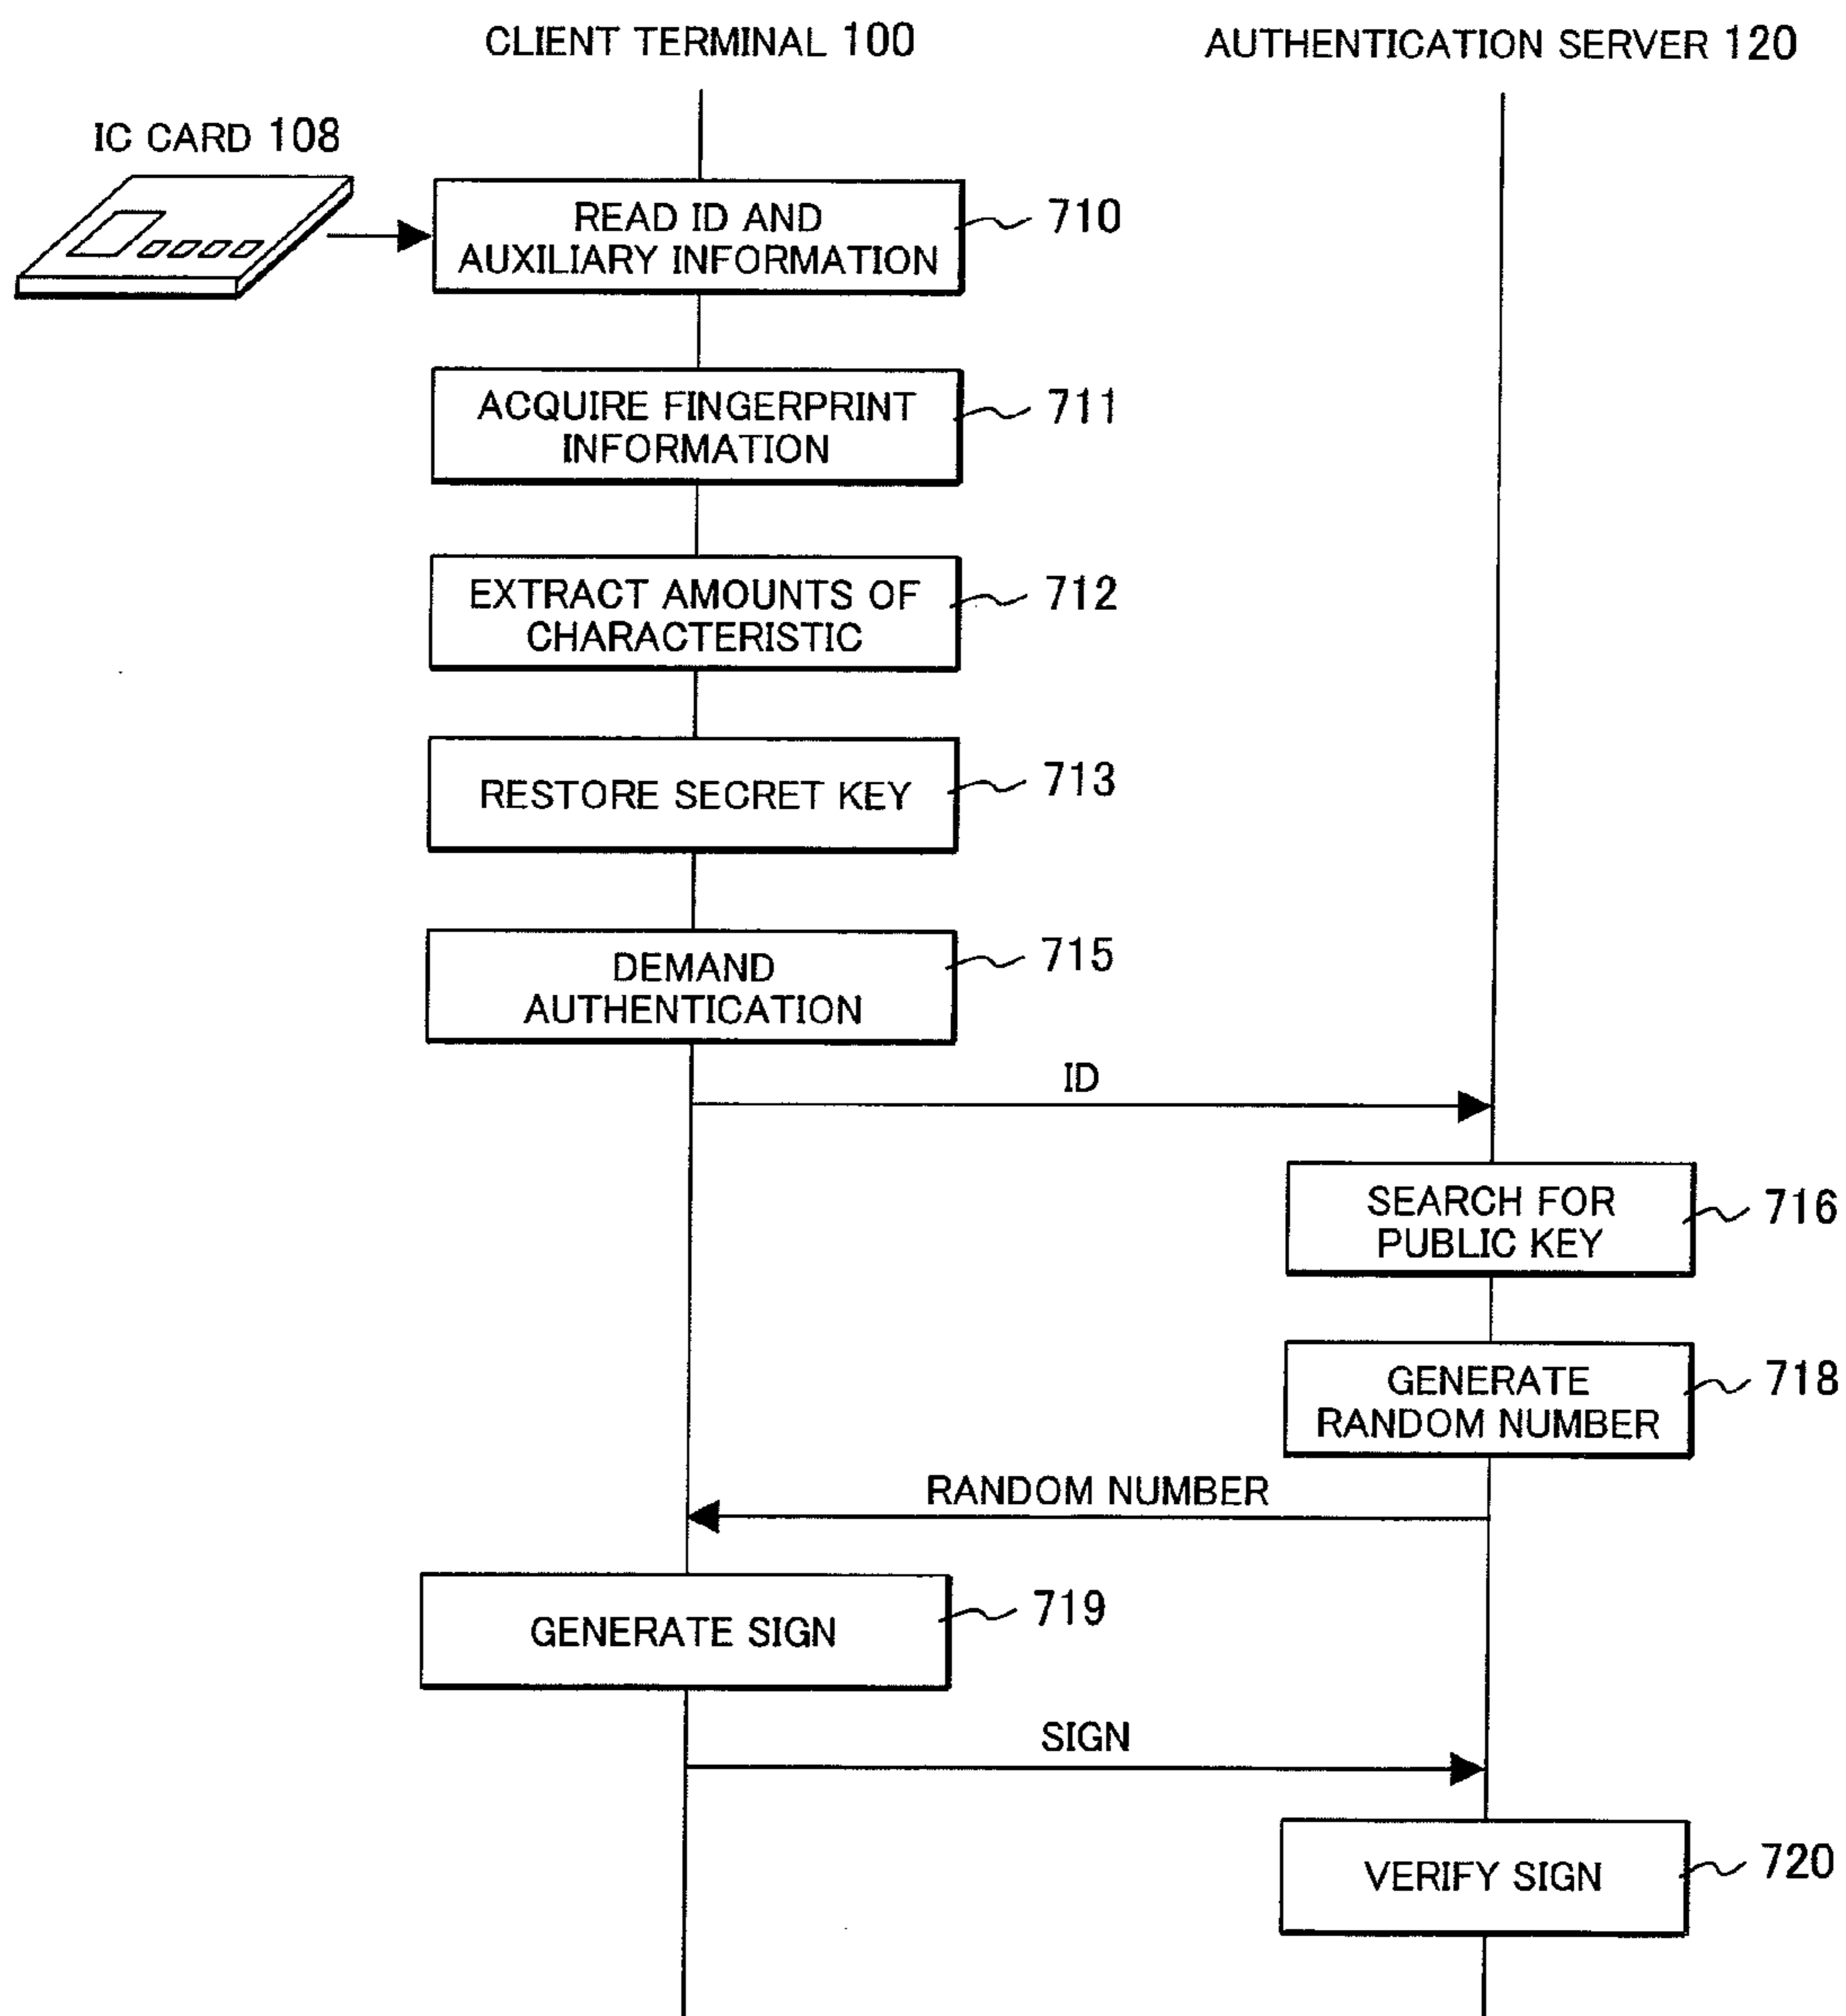 CLIENT TERMINAL 100
AUTHENTICATION SERVER 120
IC CARD 108
READ ID AND
AUXILIARY INFORMATION
710
ACQUIRE FINGERPRINT
INFORMATION
711
EXTRACT AMOUNTS OF
CHARACTERISTIC
712
RESTORE SECRET KEY
713
DEMAND
AUTHENTICATION
715
ID
SEARCH FOR
PUBLIC KEY
716
GENERATE
RANDOM NUMBER
718
RANDOM NUMBER
GENERATE SIGN
719
SIGN
VERIFY SIGN
720